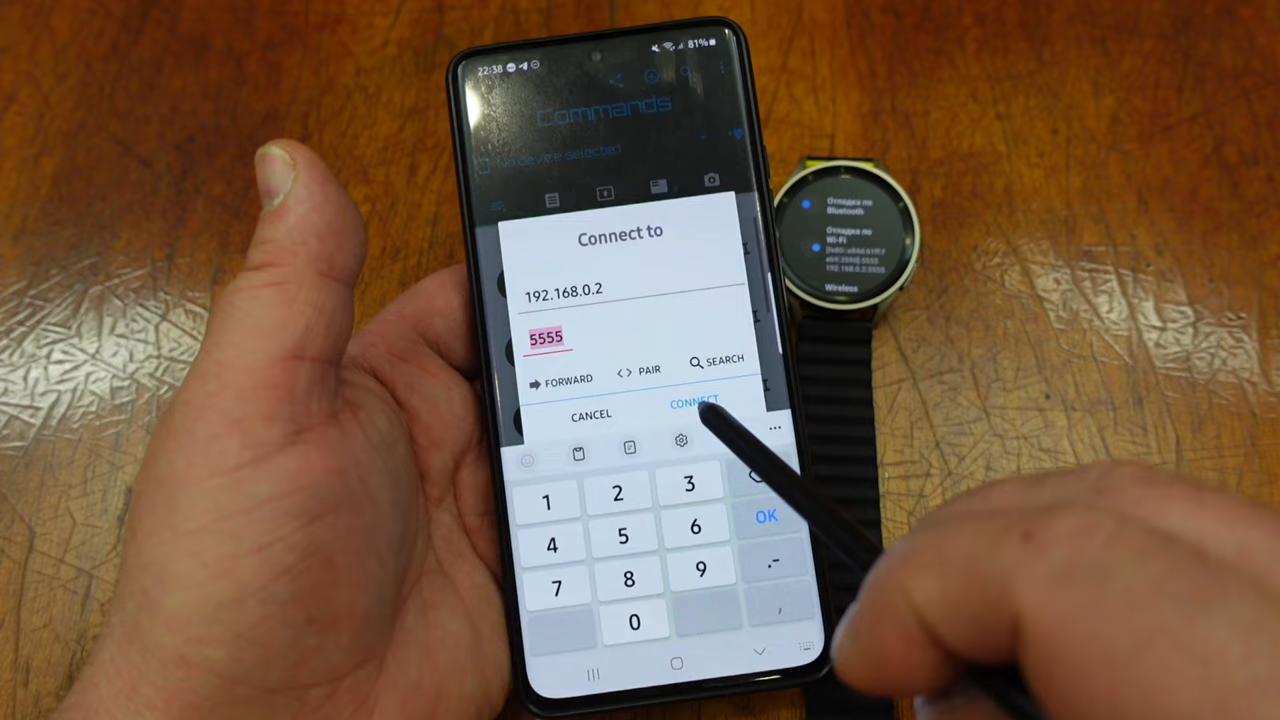 22:38
81%
Commands
No device selected
Connect to
192.168.0.2
5555
FORWARD
PAIR
SEARCH
CANCEL
CONNECT
1
2
3
4
5
6
OK
7
8
9
.-
0
,
Отладка по
Bluetooth
Отладка по
Wi-Fi
192.168.0.2:5555
Wireless